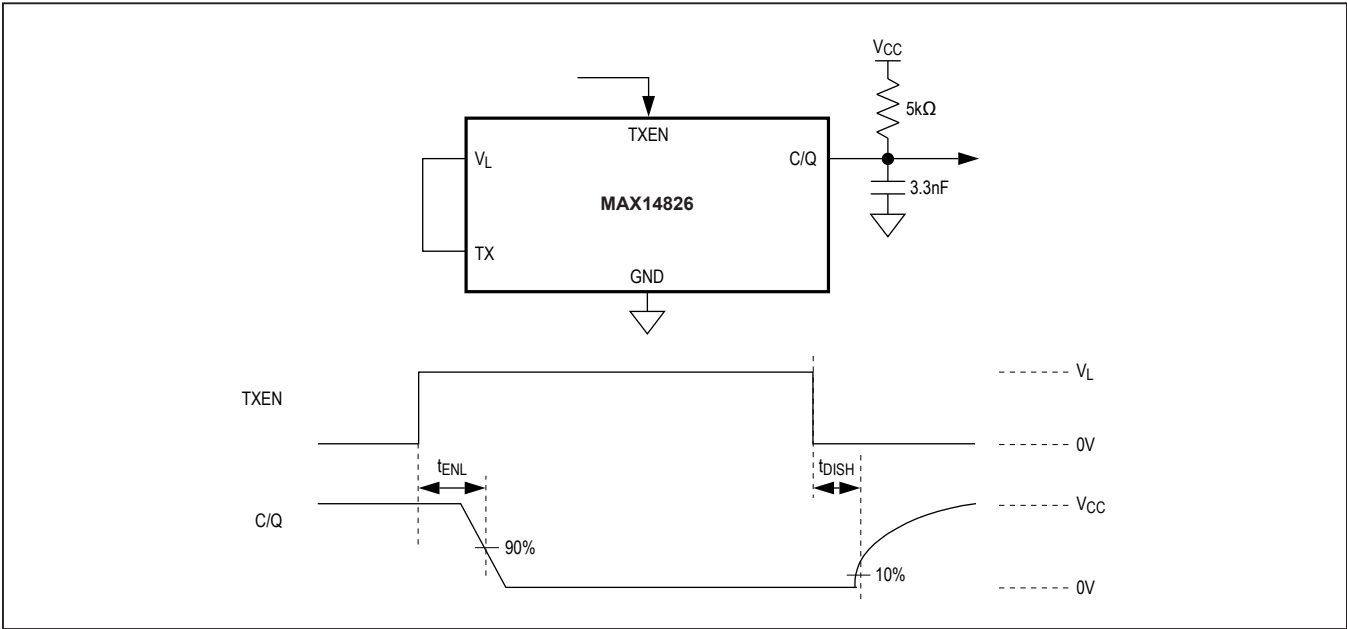 VCC
5kΩ
TXEN
VL
C/Q
3.3nF
MAX14826
TX
GND
VL
TXEN
0V
tENL
tDISH
VCC
C/Q
90%
10%
0V